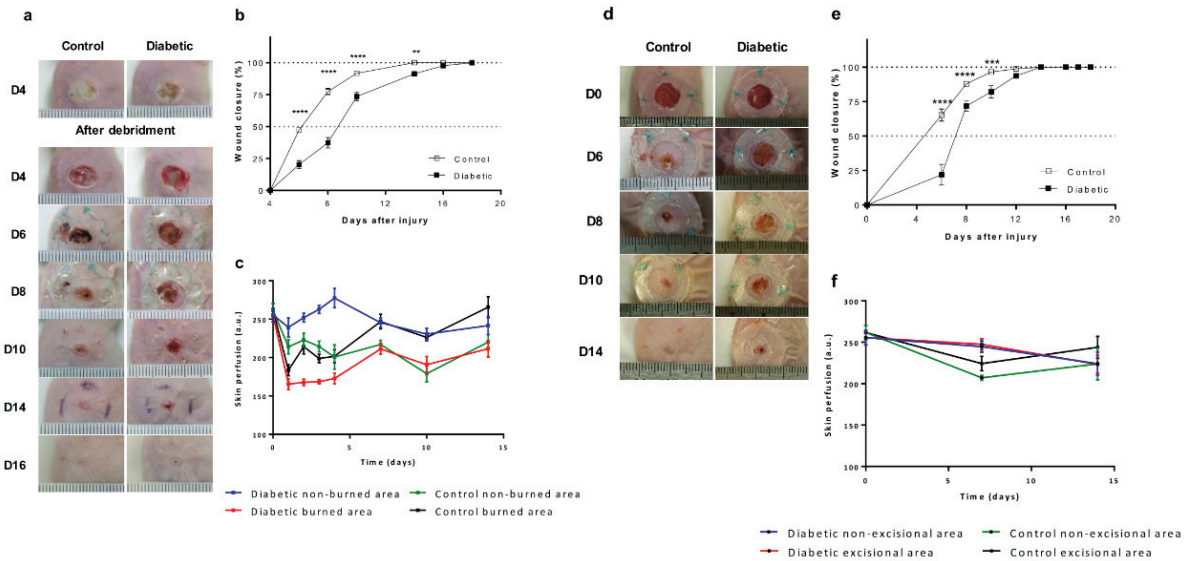 a
Control Diabetic
D4
After debridment
D4
D6
D8
D10
D14
D16
b
Wound closure (%)
100
75
50
25
0
4 8 12 16 20
Days after injury
****
****
****
**
Control
Diabetic
c
Skin perfusion (a.u.)
300
250
200
150
100
0 5 10 15
Time (days)
Diabetic non-burned area
Control non-burned area
Diabetic burned area
Control burned area
d
Control Diabetic
D0
D6
D8
D10
D14
e
Wound closure (%)
100
75
50
25
0
0 4 8 12 16 20
Days after injury
****
****
***
Control
Diabetic
f
Skin perfusion (a.u.)
300
250
200
150
100
0 5 10 15
Time (days)
Diabetic non-excisional area
Control non-excisional area
Diabetic excisional area
Control excisional area